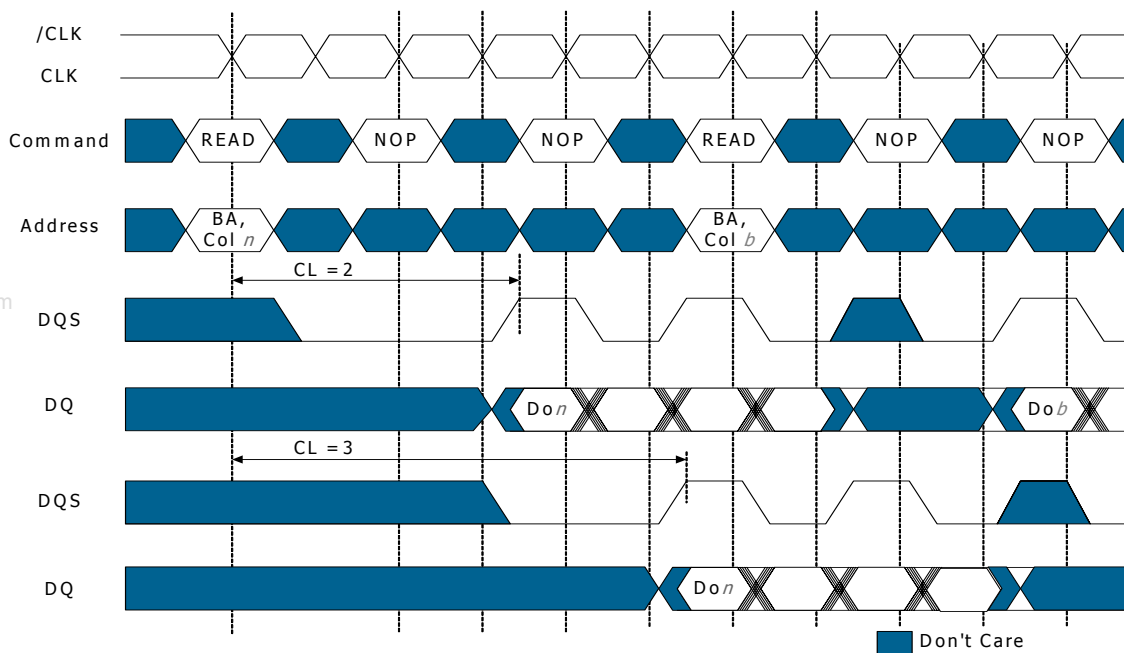 /CLK
CLK
Command READ NOP NOP READ NOP NOP
Address BA, Col n BA, Col b
CL = 2
m
DQS
DQ Do n Do b
CL = 3
DQS
DQ Do n
Don't Care